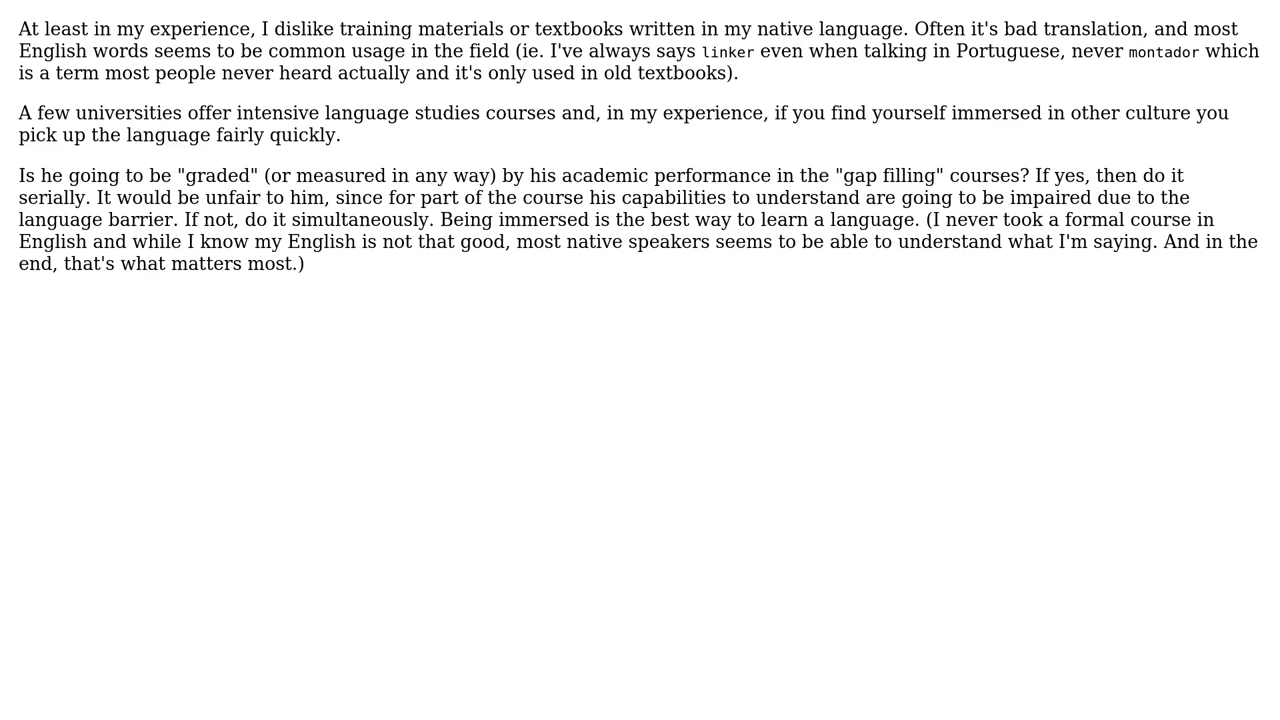 At least in my experience, I dislike training materials or textbooks written in my native language. Often it's bad translation, and most
English words seems to be common usage in the field (ie. I've always says linker even when talking in Portuguese, never montador which
is a term most people never heard actually and it's only used in old textbooks).
A few universities offer intensive language studies courses and, in my experience, if you find yourself immersed in other culture you
pick up the language fairly quickly.
Is he going to be "graded" (or measured in any way) by his academic performance in the "gap filling" courses? If yes, then do it
serially. It would be unfair to him, since for part of the course his capabilities to understand are going to be impaired due to the
language barrier. If not, do it simultaneously. Being immersed is the best way to learn a language. (I never took a formal course in
English and while I know my English is not that good, most native speakers seems to be able to understand what I'm saying. And in the
end, that's what matters most.)